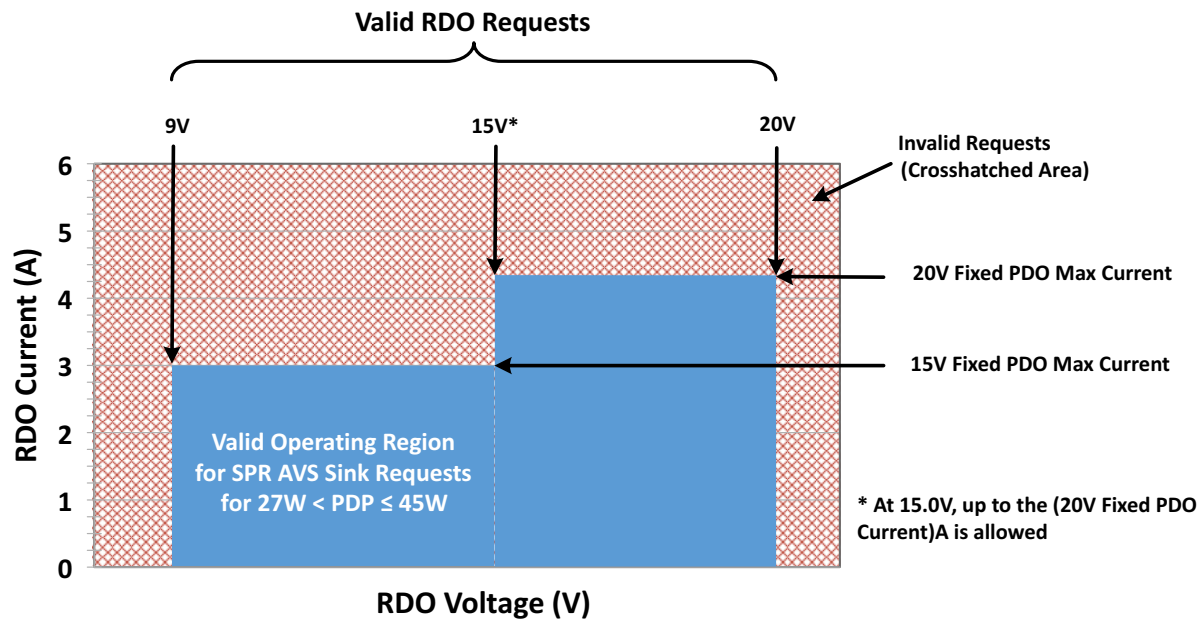 Valid RDO Requests
9V
15V*
20V
Invalid Requests
(Crosshatched Area)
6
5
4
3
2
1
0
RDO Current (A)
20V Fixed PDO Max Current
15V Fixed PDO Max Current
Valid Operating Region
for SPR AVS Sink Requests
for 27W < PDP ≤ 45W
* At 15.0V, up to the (20V Fixed PDO
Current)A is allowed
RDO Voltage (V)